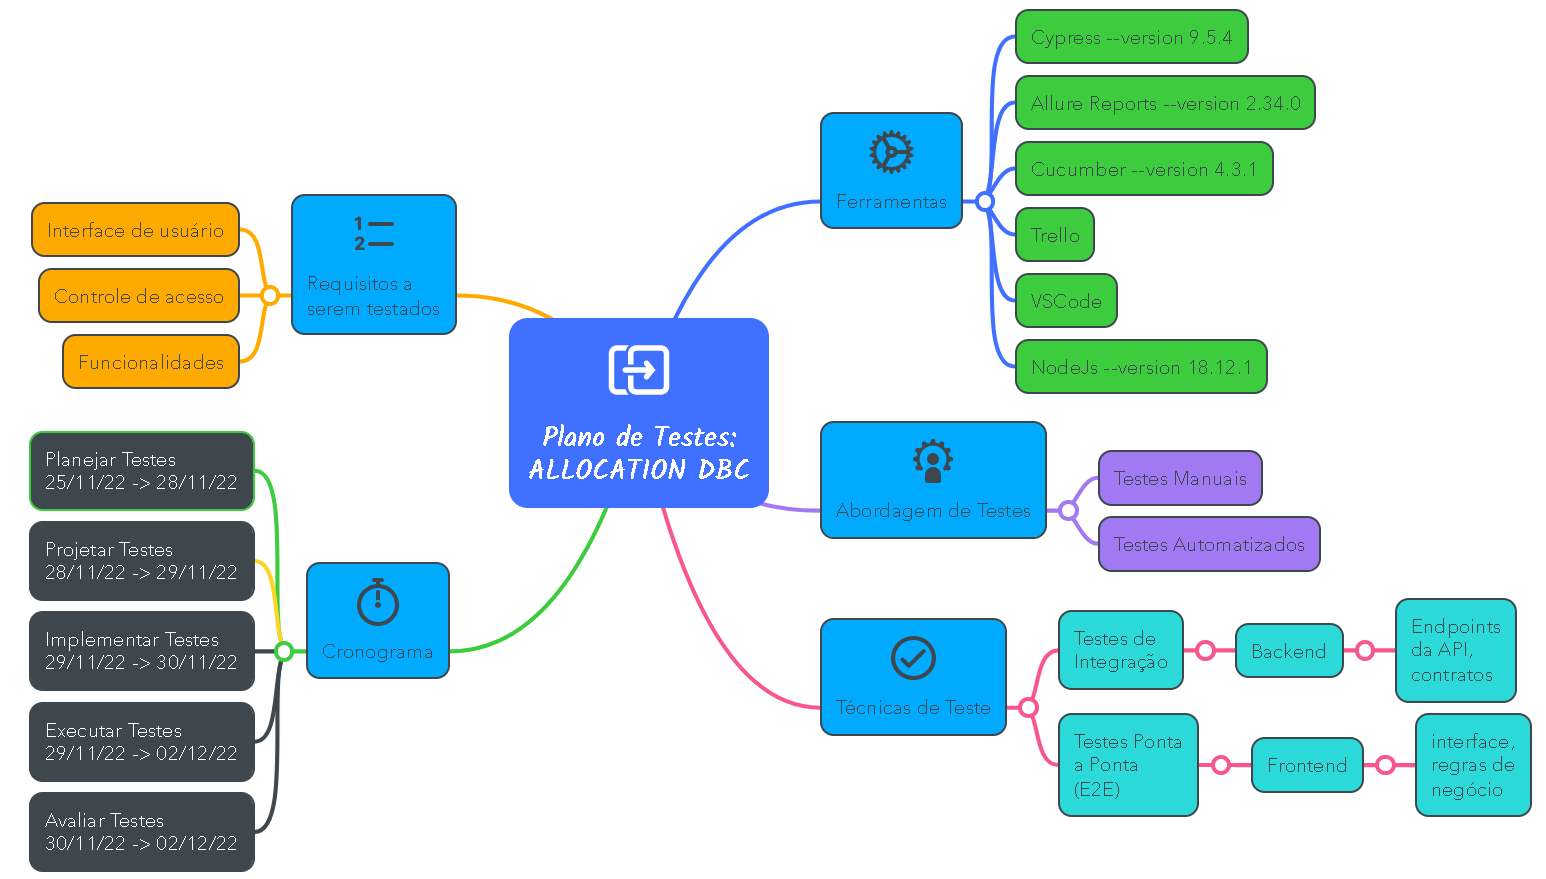 Plano de Testes:
ALLOCATION DBC
1
2
Requisitos a
serem testados
Interface de usuário
Controle de acesso
Funcionalidades
Cronograma
Planejar Testes
25/11/22 -> 28/11/22
Projetar Testes
28/11/22 -> 29/11/22
Implementar Testes
29/11/22 -> 30/11/22
Executar Testes
29/11/22 -> 02/12/22
Avaliar Testes
30/11/22 -> 02/12/22
Ferramentas
Cypress --version 9.5.4
Allure Reports --version 2.34.0
Cucumber --version 4.3.1
Trello
VSCode
NodeJs --version 18.12.1
Abordagem de Testes
Testes Manuais
Testes Automatizados
Técnicas de Teste
Testes de
Integração
Backend
Endpoints
da API,
contratos
Testes Ponta
a Ponta
(E2E)
Frontend
interface,
regras de
negócio